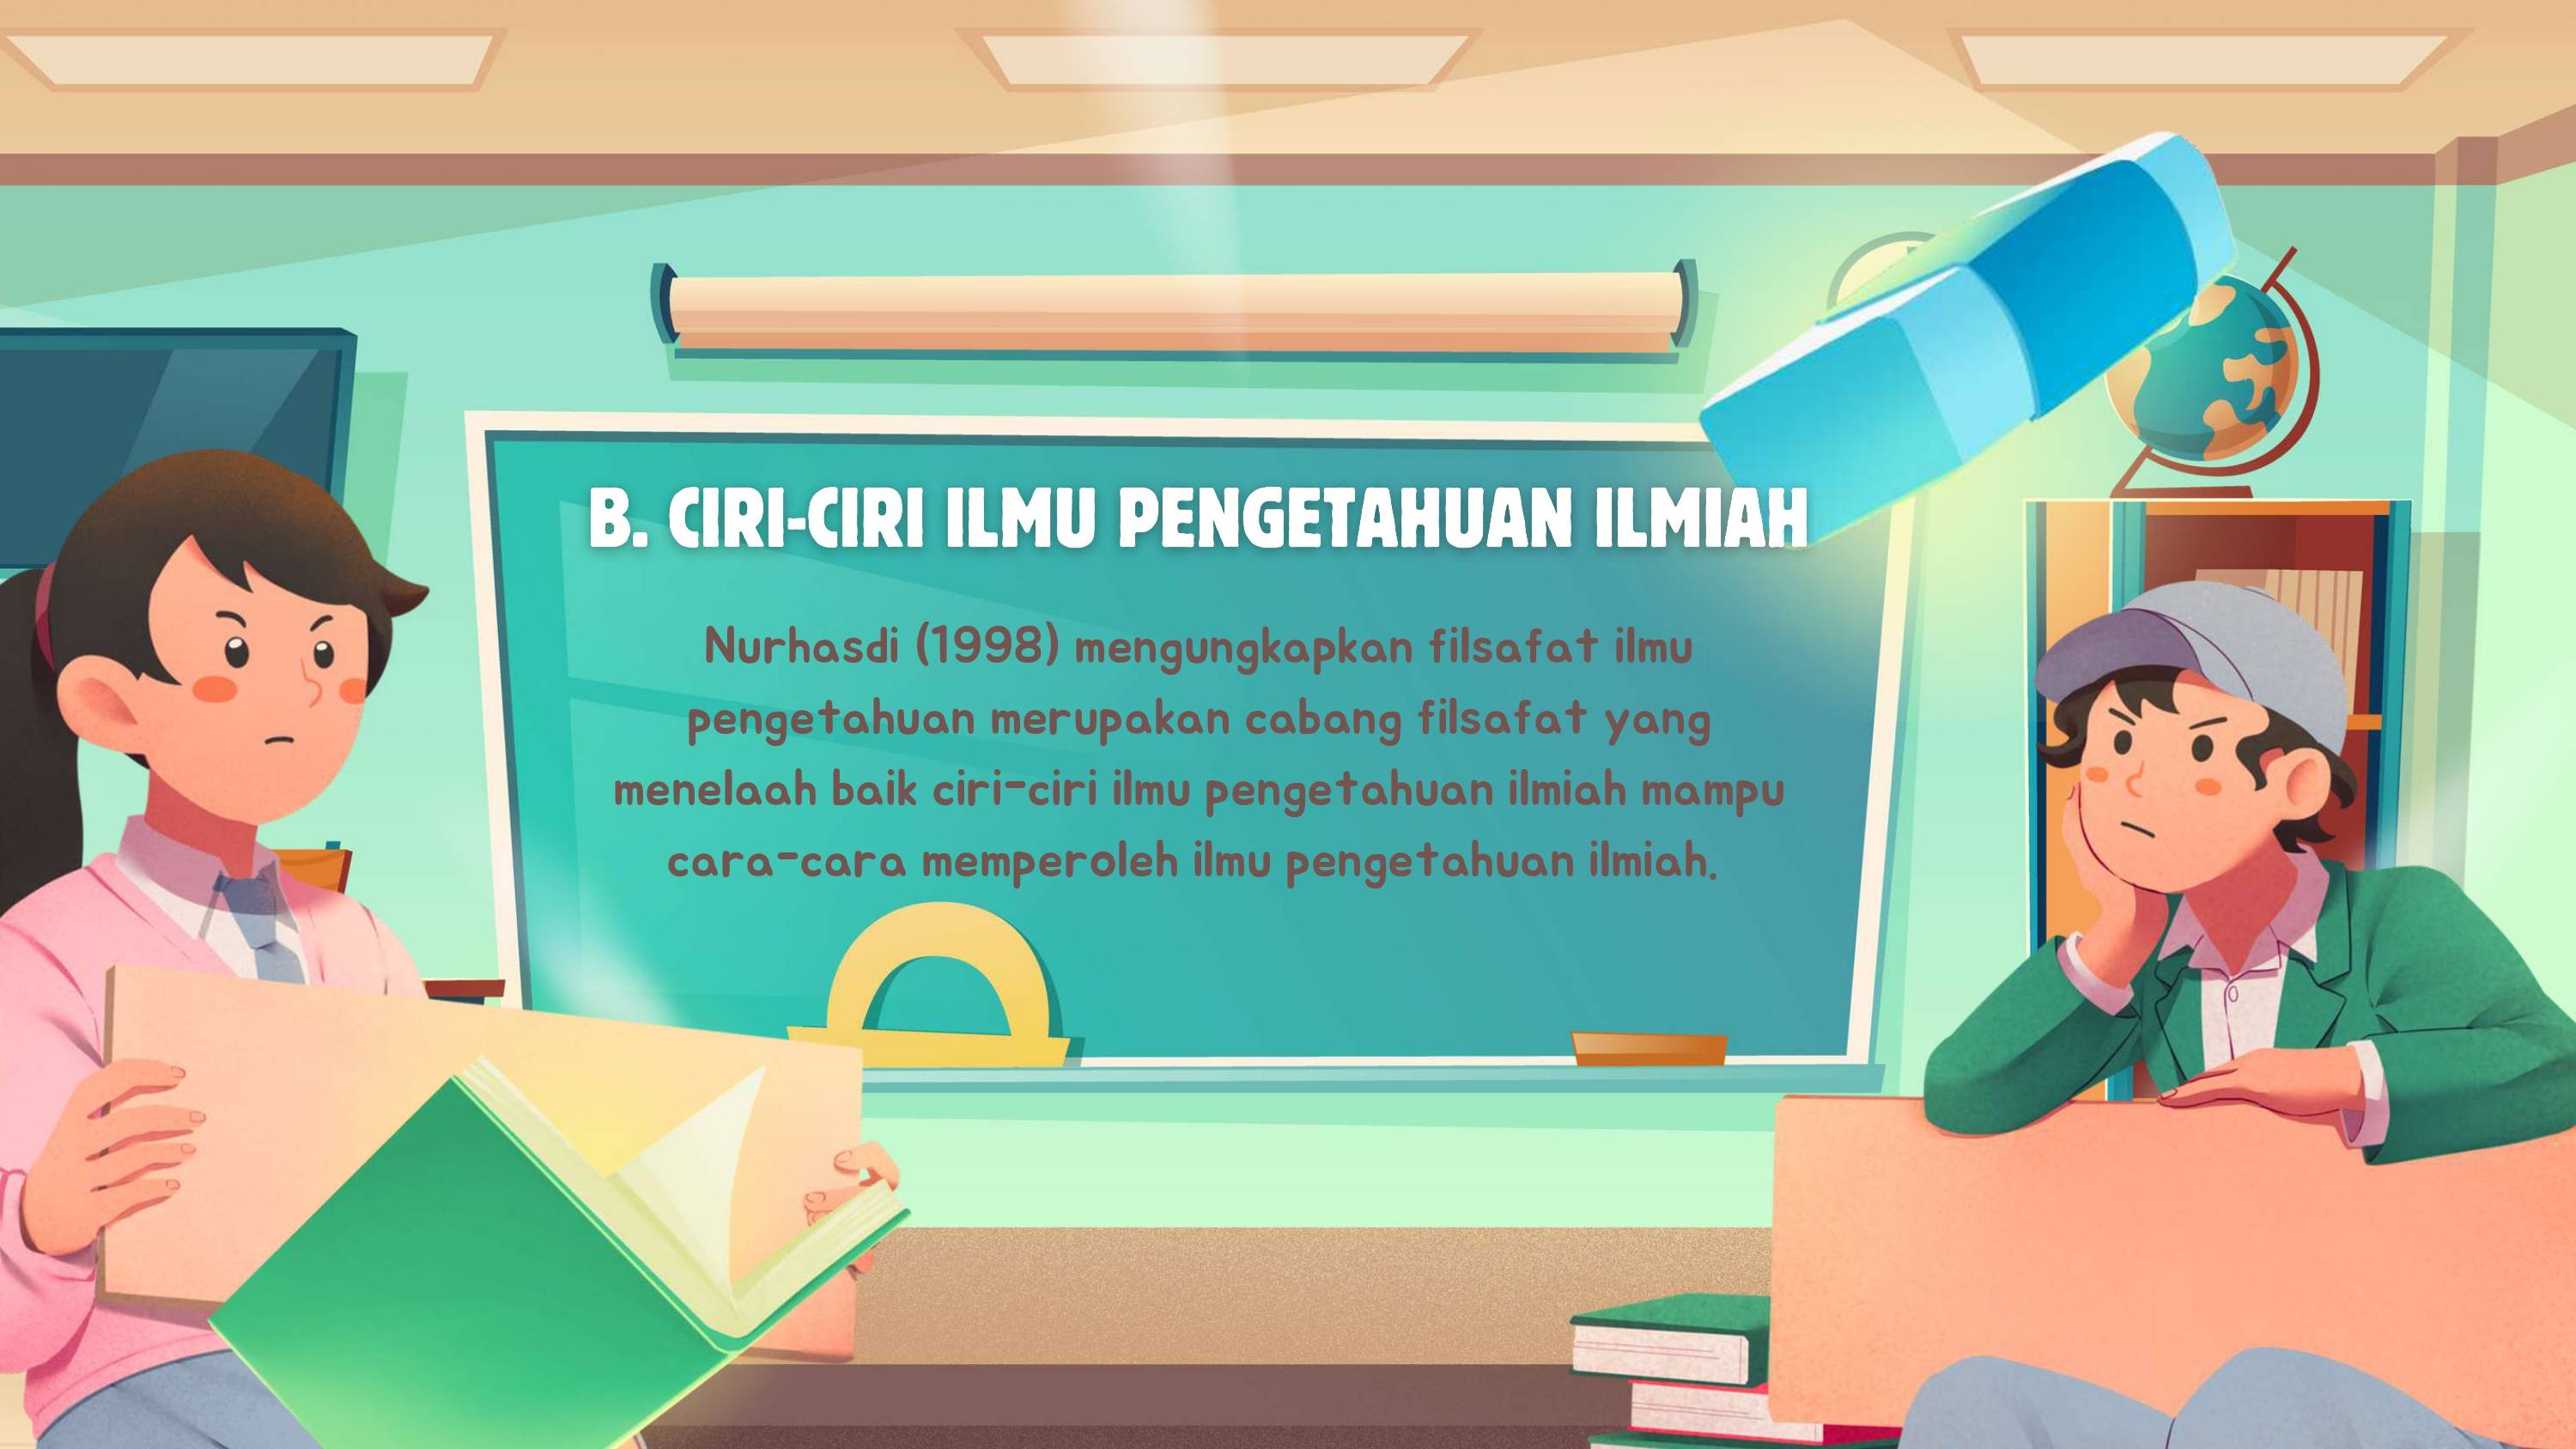 B. CIRI-CIRI ILMU PENGETAHUAN ILMIAH
Nurhasdi (1998) mengungkapkan filsafat ilmu
pengetahuan merupakan cabang filsafat yang
menelaah baik ciri-ciri ilmu pengetahuan ilmiah mampu
cara-cara memperoleh ilmu pengetahuan ilmiah.